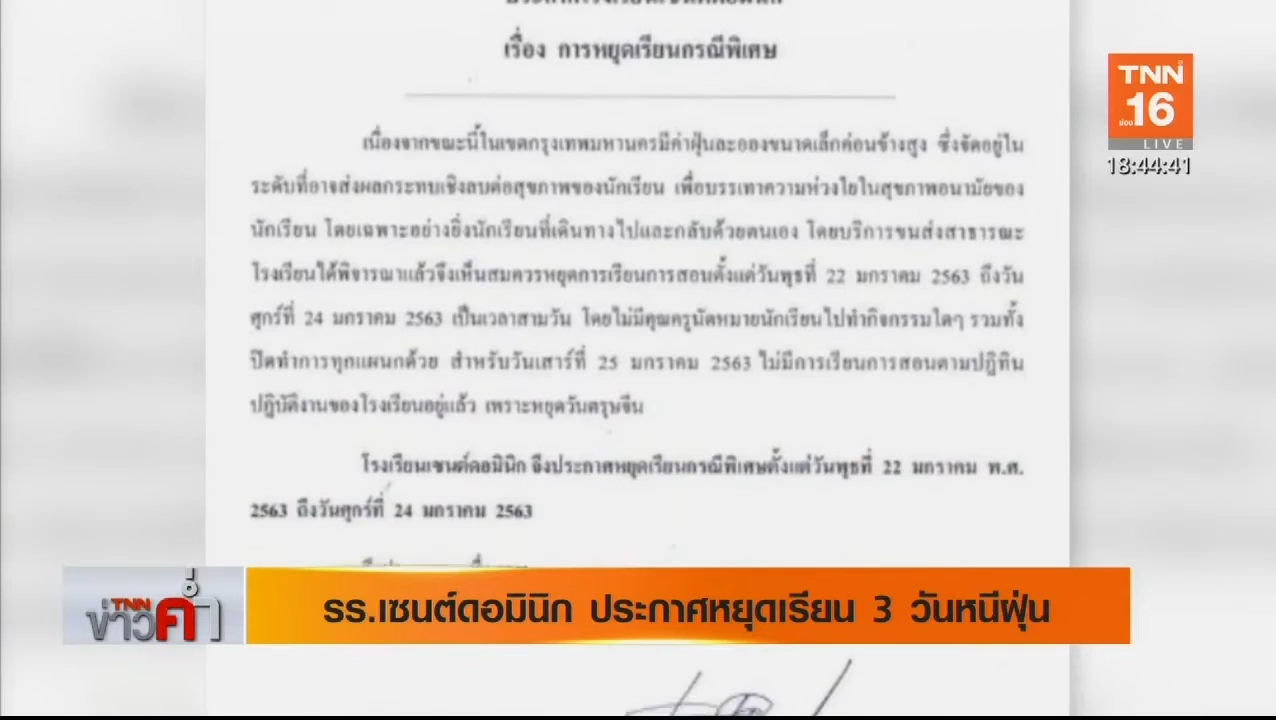 เรื่อง การหยุดเรียนกรณีพิเศษ
TNN
ช่อง 16
LIVE
18:44:41
เนื่องจากขณะนี้ในเขตกรุงเทพมหานครมีค่าฝุ่นละอองขนาดเล็กค่อนข้างสูง ซึ่งจัดอยู่ใน
ระดับที่อาจส่งผลกระทบเชิงลบต่อสุขภาพของนักเรียน เพื่อบรรเทาความห่วงใยในสุขภาพอนามัยของ
นักเรียน โดยเฉพาะอย่างยิ่งนักเรียนที่เดินทางไปและกลับด้วยตนเอง โดยบริการขนส่งสาธารณะ
โรงเรียนได้พิจารณาแล้วจึงเห็นสมควรหยุดการเรียนการสอนตั้งแต่วันพุธที่ 22 มกราคม 2563 ถึงวัน
ศุกร์ที่ 24 มกราคม 2563 เป็นเวลาสามวัน โดยไม่มีคุณครูนัดหมายนักเรียนไปทำกิจกรรมใดๆ รวมทั้ง
ปิดทำการทุกแผนกด้วย สำหรับวันเสาร์ที่ 25 มกราคม 2563 ไม่มีการเรียนการสอนตามปฏิทิน
ปฏิบัติงานของโรงเรียนอยู่แล้ว เพราะหยุดวันตรุษจีน
โรงเรียนเซนต์ดอมินิก จึงประกาศหยุดเรียนกรณีพิเศษตั้งแต่วันพุธที่ 22 มกราคม พ.ศ.
2563 ถึงวันศุกร์ที่ 24 มกราคม 2563
TNN ข่าวค่ำ
รร.เซนต์ดอมินิก ประกาศหยุดเรียน 3 วันหนีฝุ่น